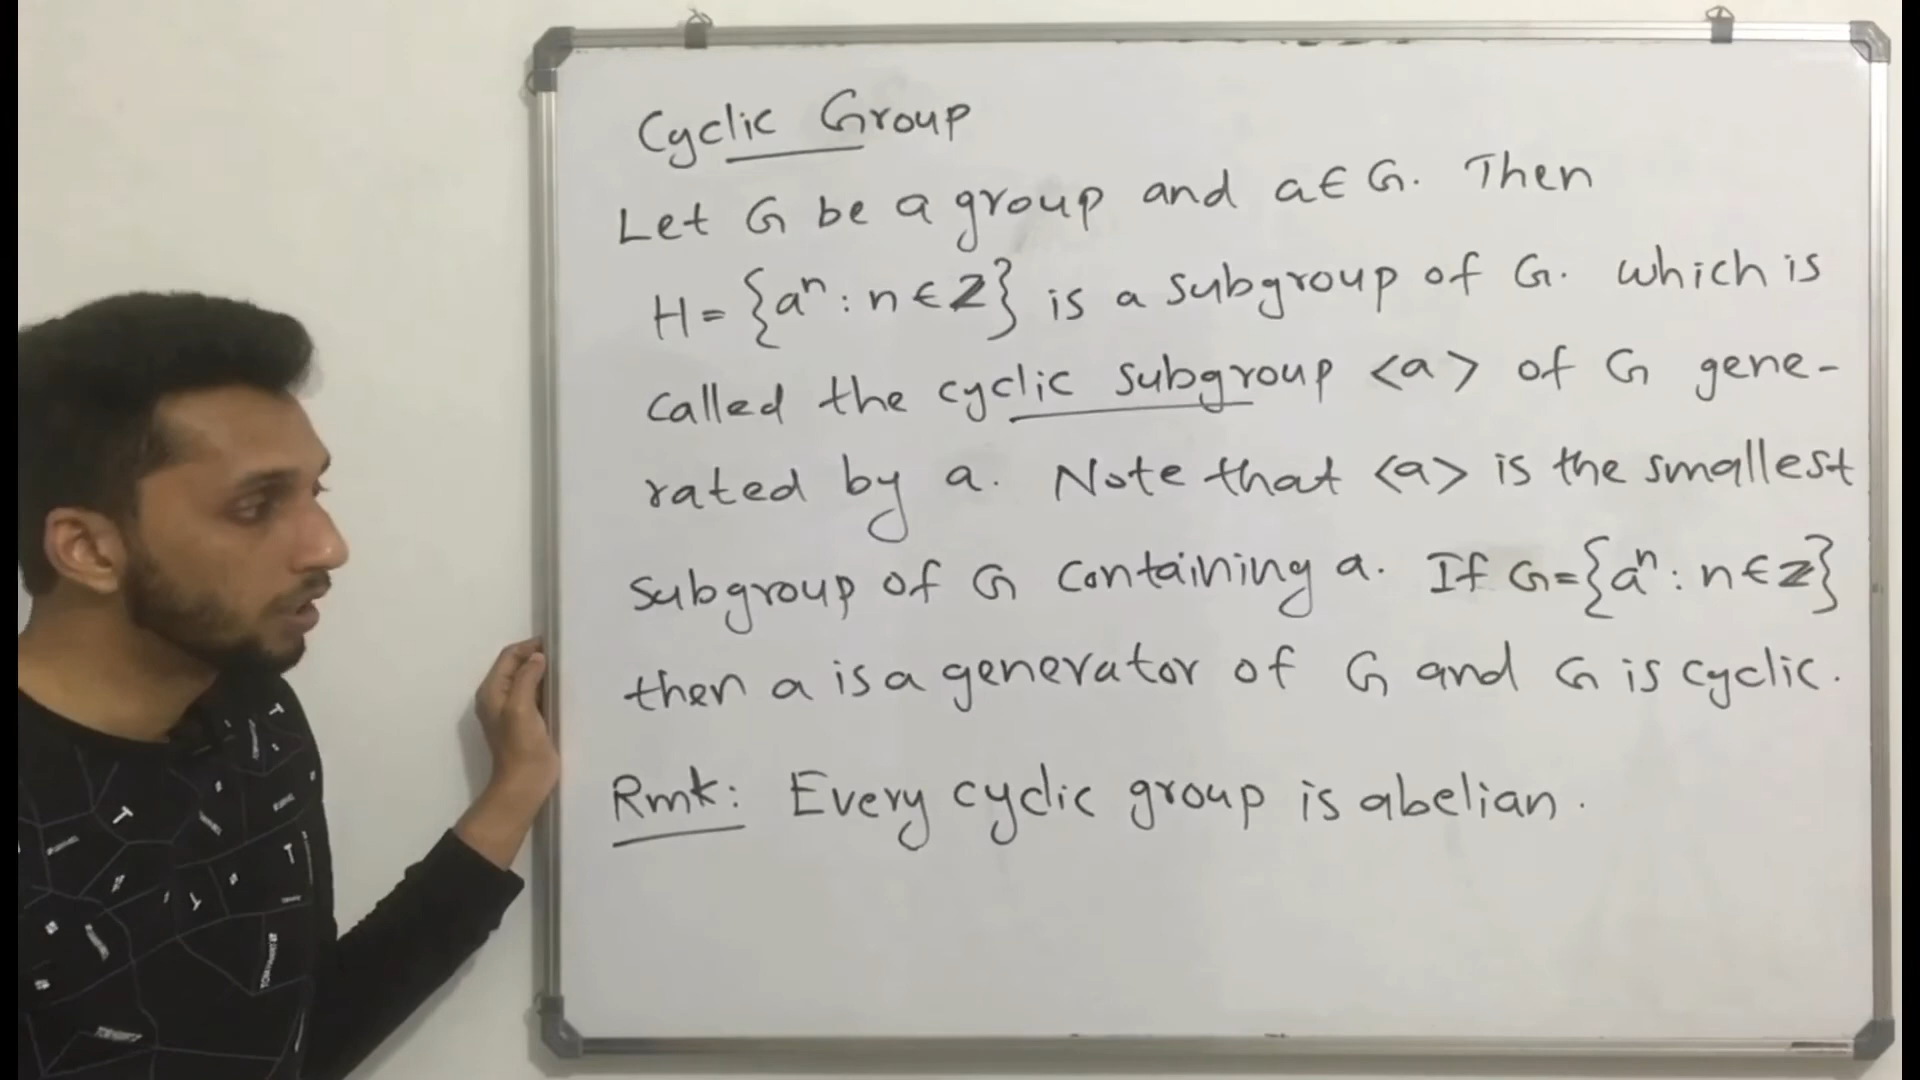 Cyclic Group
Let G be a group and a∈G. Then
H = {aⁿ : n∈ℤ} is a subgroup of G. which is
called the cyclic subgroup <a> of G gene-
rated by a. Note that <a> is the smallest
subgroup of G containing a. If G={aⁿ : n∈ℤ}
then a is a generator of G and G is cyclic.
Rmk: Every cyclic group is abelian.